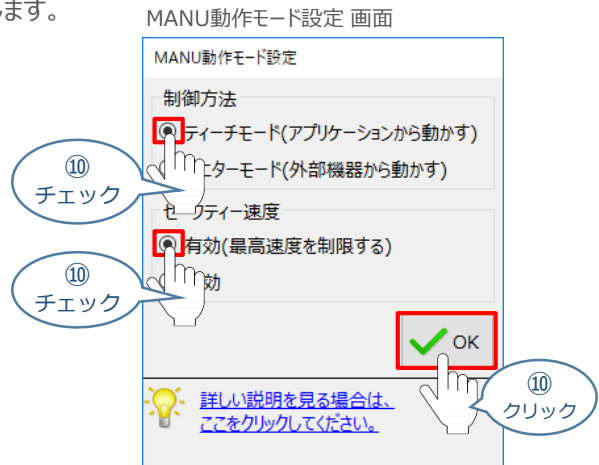 ます。
MANU動作モード設定 画面
MANU動作モード設定
制御方法
ティーチモード(アプリケーションから動かす)
ターモード(外部機器から動かす)
⑩
チェック
ティー速度
有効(最高速度を制限する)
効
⑩
チェック
OK
⑩
クリック
詳しい説明を見る場合は、
ここをクリックしてください。